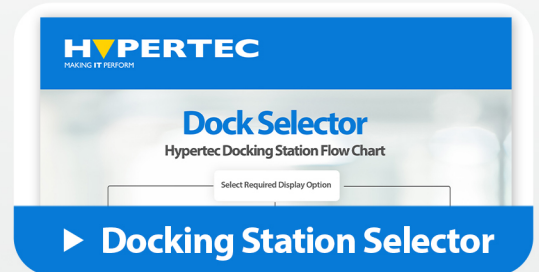 HYPERTEC
MAKING IT PERFORM
Dock Selector
Hypertec Docking Station Flow Chart
Select Required Display Option
Docking Station Selector